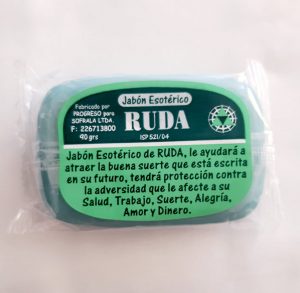 Jabón Esotérico
Fabricado por
PROGRESO para
SOFRALA LTDA.
F: 226713800
90 grs
RUDA
ISP 521/04
Jabón Esotérico de RUDA, le ayudará a
atraer la buena suerte que está escrita
en su futuro, tendrá protección contra
la adversidad que le afecte a su
Salud, Trabajo, Suerte, Alegría,
Amor y Dinero.